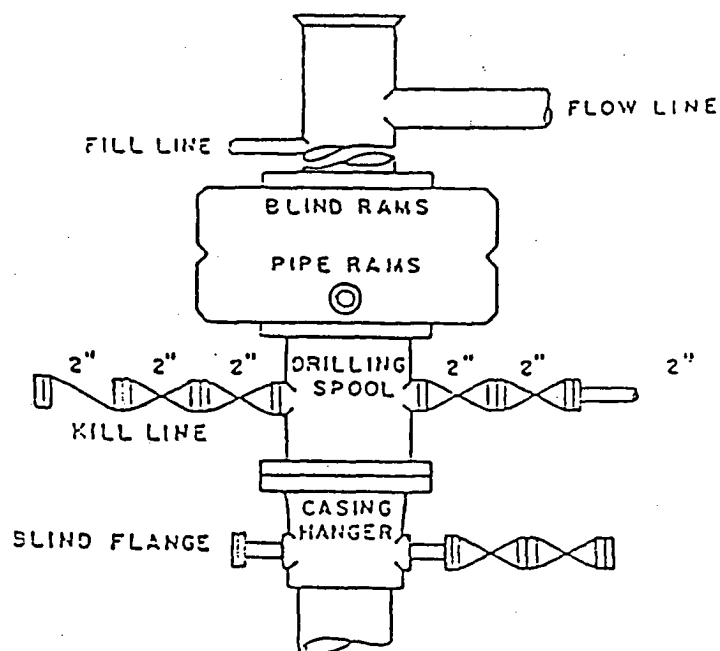 FLOW LINE
FILL LINE
BLIND RAMS
PIPE RAMS
2" 2" 2" DRILLING 2" 2" 2"
SPOOL
KILL LINE
CASING
HANGER
BLIND FLANGE